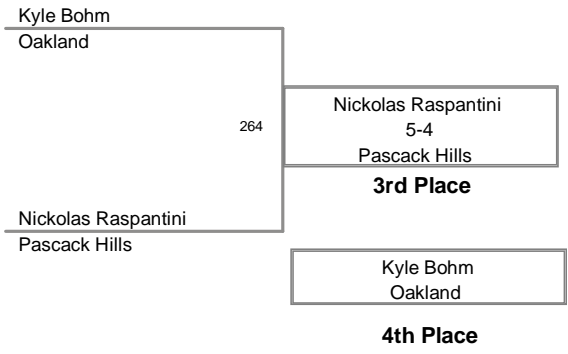 Kyle Bohm
Oakland
264
Nickolas Raspantini
5-4
Pascack Hills
3rd Place
Nickolas Raspantini
Pascack Hills
Kyle Bohm
Oakland
4th Place